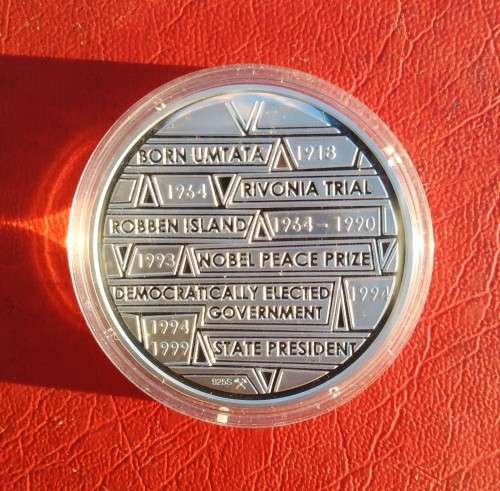 BORN UMTATA 1918
1964 RIVONIA TRIAL
ROBBEN ISLAND 1964 - 1990
1993 NOBEL PEACE PRIZE
DEMOCRATICALLY ELECTED 1994
GOVERNMENT
1994
1999 STATE PRESIDENT
925S